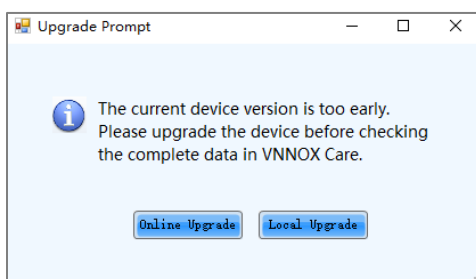 Upgrade Prompt
The current device version is too early.
Please upgrade the device before checking
the complete data in VNNOX Care.
Online Upgrade Local Upgrade